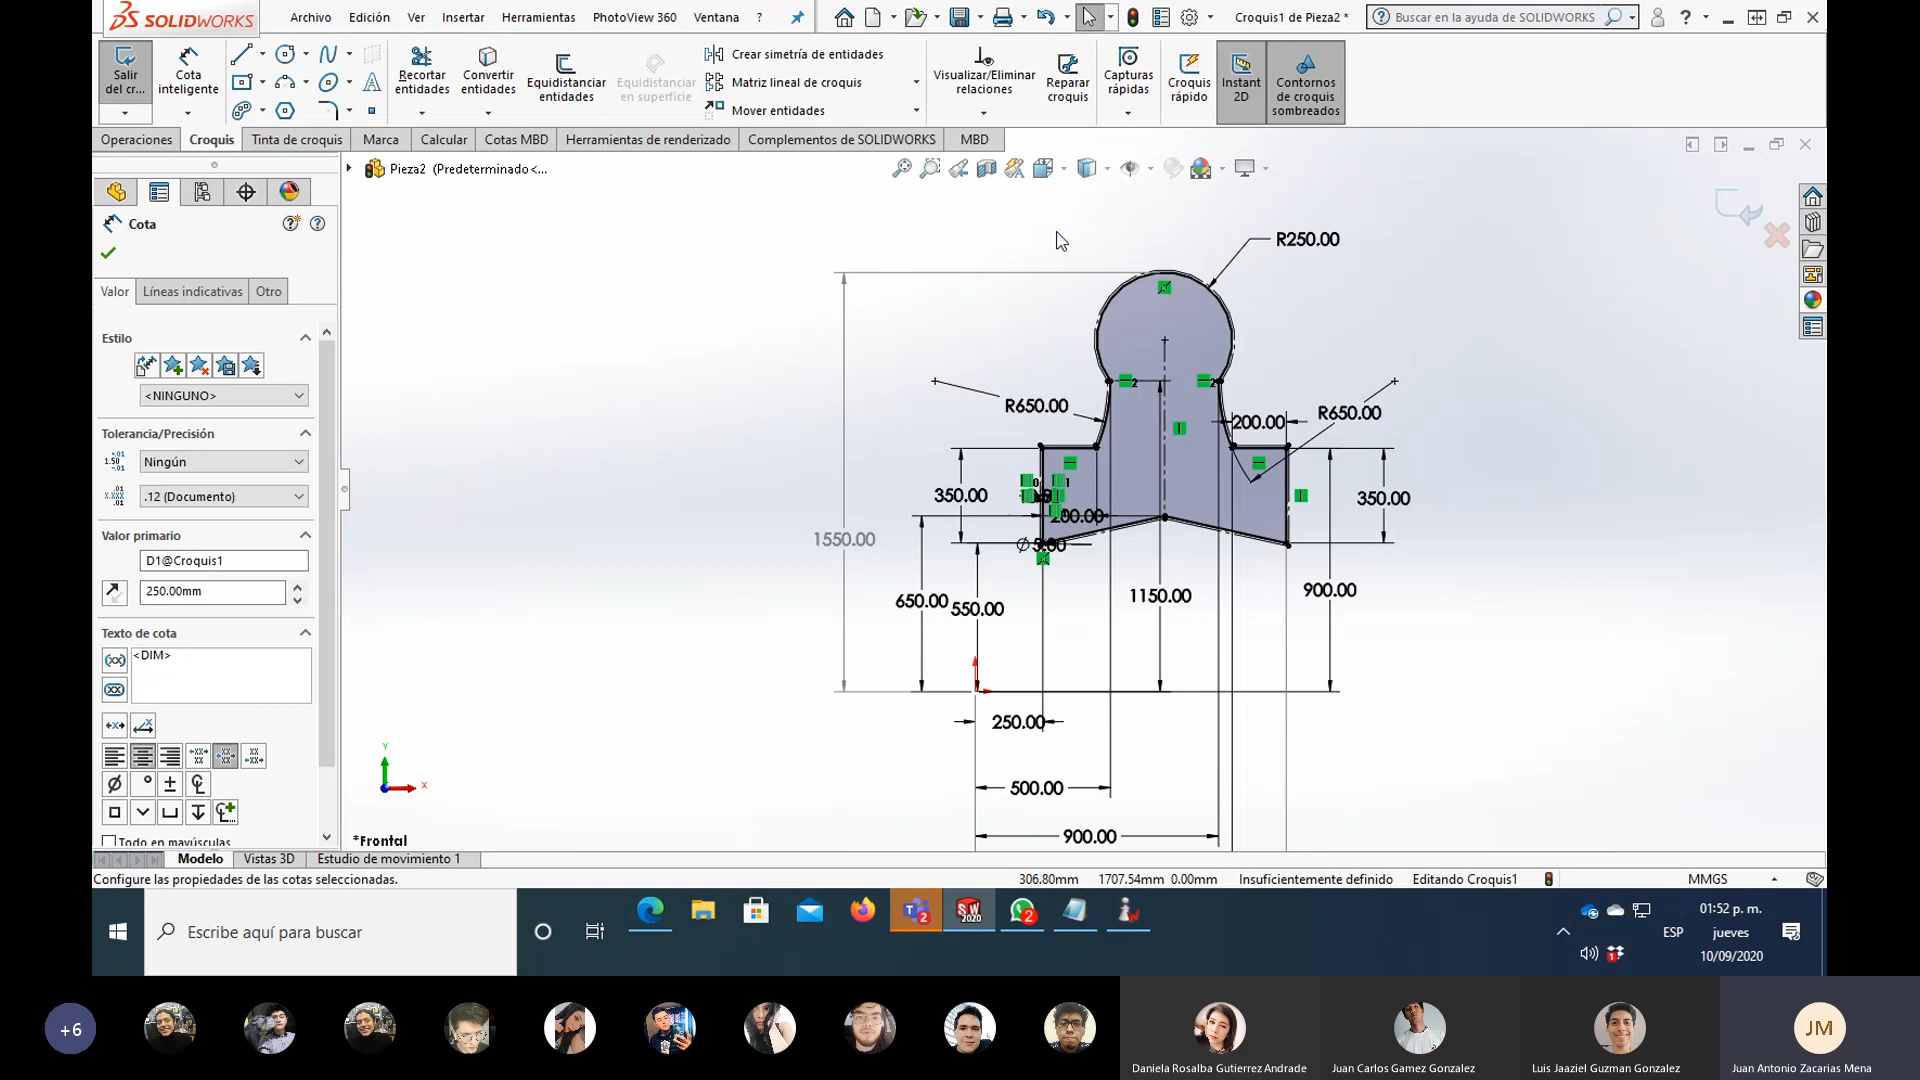 SOLIDWORKS
Archivo Edición Ver Insertar Herramientas PhotoView 360 Ventana ?
Croquis1 de Pieza2 *
Buscar en la ayuda de SOLIDWORKS
?
Salir
del cr...
Cota
inteligente
Recortar
entidades
Convertir
entidades
Equidistanciar
entidades
Equidistanciar
en superficie
Crear simetría de entidades
Matriz lineal de croquis
Mover entidades
Visualizar/Eliminar
relaciones
Reparar
croquis
Capturas
rápidas
Croquis
rápido
Instant
2D
Contornos
de croquis
sombreados
Operaciones Croquis Tinta de croquis Marca Calcular Cotas MBD Herramientas de renderizado Complementos de SOLIDWORKS MBD
Pieza2 (Predeterminado<...
Cota
Valor Líneas indicativas Otro
Estilo
<NINGUNO>
Tolerancia/Precisión
Ningún
.12 (Documento)
Valor primario
D1@Croquis1
250.00mm
Texto de cota
<DIM>
Todo en mayúsculas
R250.00
R650.00
200.00
R650.00
350.00
200.00
350.00
1550.00
650.00
550.00
1150.00
900.00
250.00
500.00
900.00
Y
X
*Frontal
Modelo Vistas 3D Estudio de movimiento 1
Configure las propiedades de las cotas seleccionadas.
306.80mm 1707.54mm 0.00mm Insuficientemente definido Editando Croquis1 MMGS
Escribe aquí para buscar
2
SW
2020
2
ESP
01:52 p. m.
jueves
10/09/2020
1
+6
JM
Daniela Rosalba Gutierrez Andrade
Juan Carlos Gamez Gonzalez
Luis Jaaziel Guzman Gonzalez
Juan Antonio Zacarias Mena